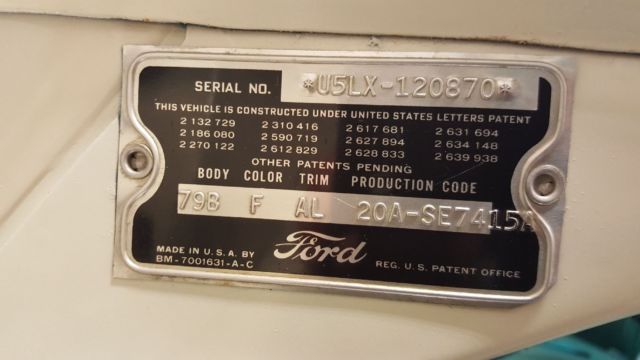 SERIAL NO. *U5LX-120870*
THIS VEHICLE IS CONSTRUCTED UNDER UNITED STATES LETTERS PATENT
2 132 729 2 310 416 2 617 681 2 631 694
2 186 080 2 590 719 2 627 894 2 634 148
2 270 122 2 612 829 2 628 833 2 639 938
OTHER PATENTS PENDING
BODY COLOR TRIM PRODUCTION CODE
79B F AL 20A-SE7415A
MADE IN U.S.A. BY
BM-7001631-A-C
Ford
REG. U.S. PATENT OFFICE